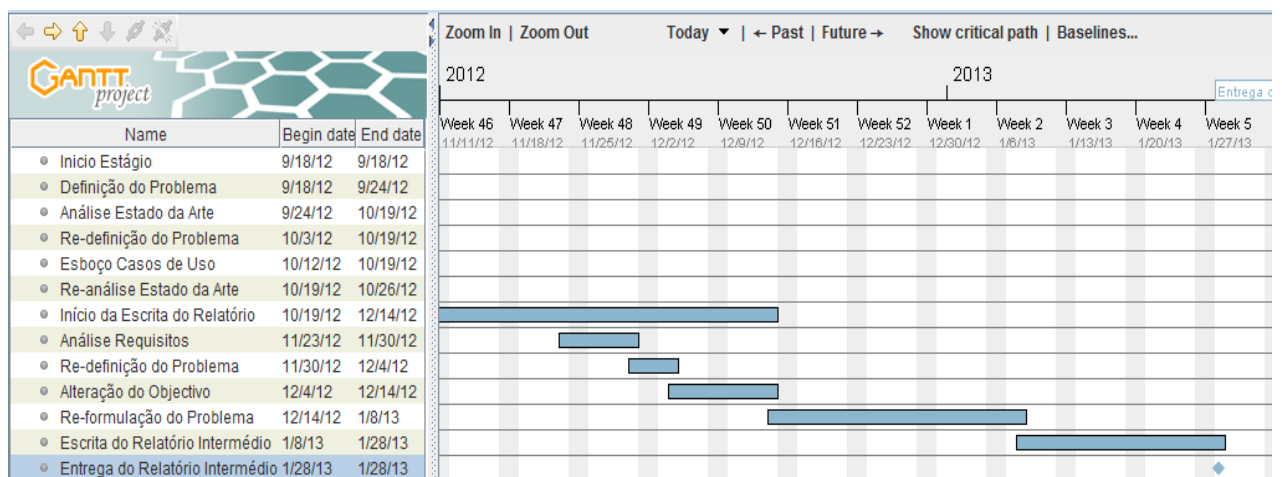 Zoom In | Zoom Out Today ▼ | ← Past | Future → Show critical path | Baselines...
2012 2013
GANTT
project
Entrega d
Name Begin date End date
Week 46 Week 47 Week 48 Week 49 Week 50 Week 51 Week 52 Week 1 Week 2 Week 3 Week 4 Week 5
11/11/12 11/18/12 11/25/12 12/2/12 12/9/12 12/16/12 12/23/12 12/30/12 1/6/13 1/13/13 1/20/13 1/27/13
Inicio Estágio 9/18/12 9/18/12
Definição do Problema 9/18/12 9/24/12
Análise Estado da Arte 9/24/12 10/19/12
Re-definição do Problema 10/3/12 10/19/12
Esboço Casos de Uso 10/12/12 10/19/12
Re-análise Estado da Arte 10/19/12 10/26/12
Início da Escrita do Relatório 10/19/12 12/14/12
Análise Requisitos 11/23/12 11/30/12
Re-definição do Problema 11/30/12 12/4/12
Alteração do Objectivo 12/4/12 12/14/12
Re-formulação do Problema 12/14/12 1/8/13
Escrita do Relatório Intermédio 1/8/13 1/28/13
Entrega do Relatório Intermédio 1/28/13 1/28/13